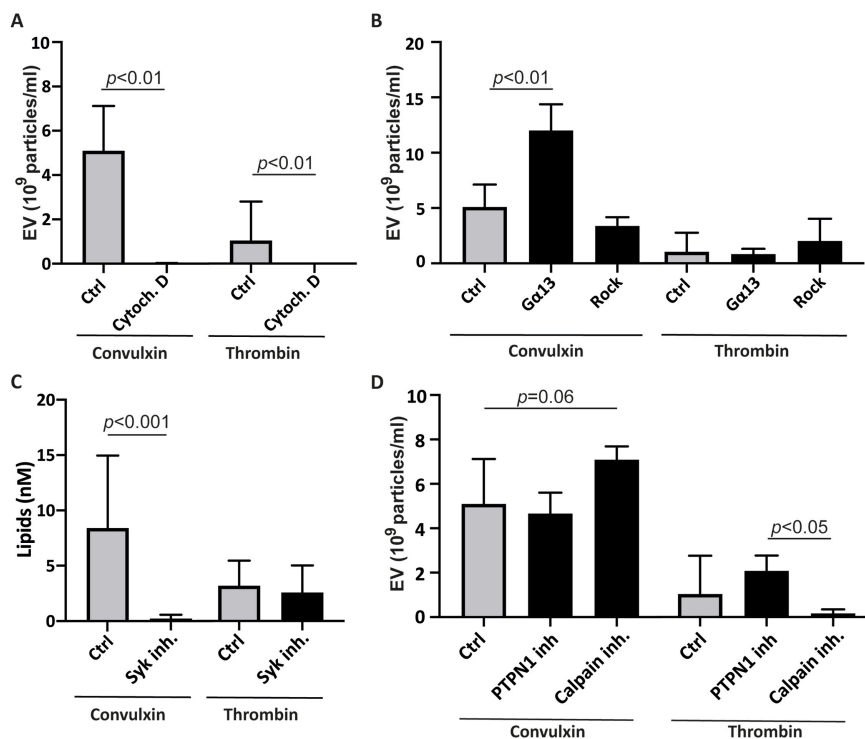 A
EV (10⁹ particles/ml)
10
8
6
4
2
0
p<0.01
p<0.01
Ctrl
Cytoch. D
Ctrl
Cytoch. D
Convulxin
Thrombin
B
EV (10⁹ particles/ml)
20
15
10
5
0
p<0.01
Ctrl
Gα13
Rock
Ctrl
Gα13
Rock
Convulxin
Thrombin
C
Lipids (nM)
20
15
10
5
0
p<0.001
Ctrl
Syk inh.
Ctrl
Syk inh.
Convulxin
Thrombin
D
EV (10⁹ particles/ml)
10
8
6
4
2
0
p=0.06
p<0.05
Ctrl
PTPN1 inh
Calpain inh.
Ctrl
PTPN1 inh
Calpain inh.
Convulxin
Thrombin